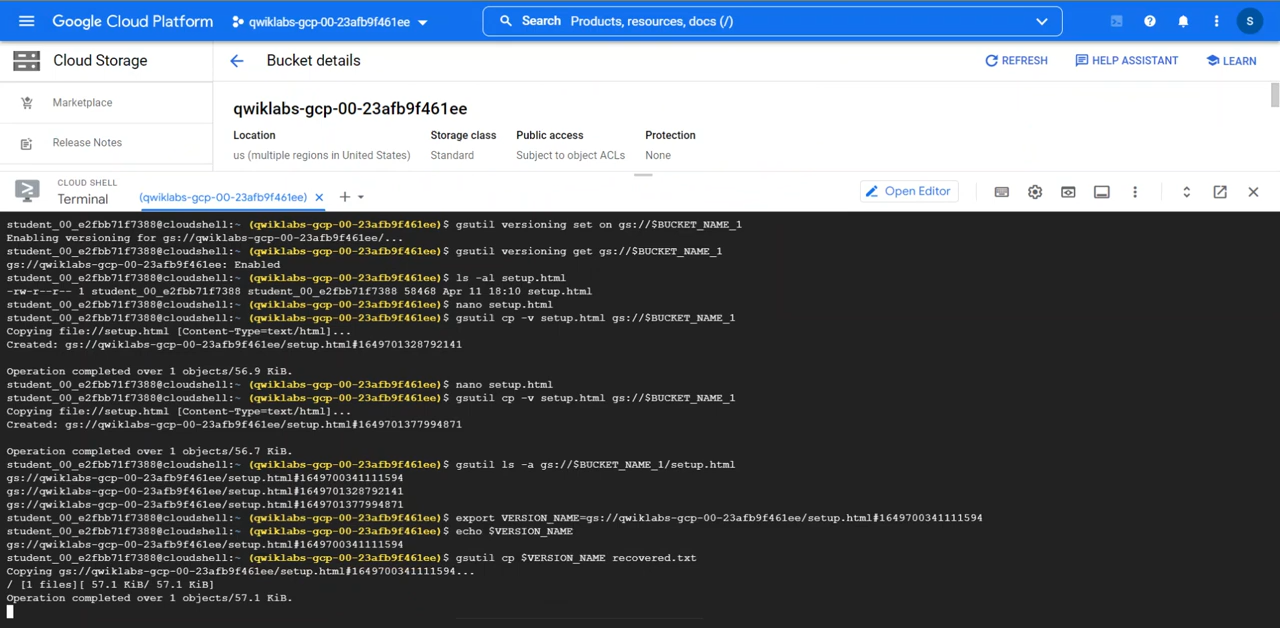 Google Cloud Platform
qwiklabs-gcp-00-23afb9f461ee
Search Products, resources, docs (/)
S
Cloud Storage
Bucket details
REFRESH
HELP ASSISTANT
LEARN
Marketplace
Release Notes
qwiklabs-gcp-00-23afb9f461ee
Location
Storage class
Public access
Protection
us (multiple regions in United States)
Standard
Subject to object ACLs
None
CLOUD SHELL
Terminal
(qwiklabs-gcp-00-23afb9f461ee)
Open Editor
student_00_e2fbb71f7388@cloudshell:~ (qwiklabs-gcp-00-23afb9f461ee)$ gsutil versioning set on gs://$BUCKET_NAME_1
Enabling versioning for gs://qwiklabs-gcp-00-23afb9f461ee/...
student_00_e2fbb71f7388@cloudshell:~ (qwiklabs-gcp-00-23afb9f461ee)$ gsutil versioning get gs://$BUCKET_NAME_1
gs://qwiklabs-gcp-00-23afb9f461ee: Enabled
student_00_e2fbb71f7388@cloudshell:~ (qwiklabs-gcp-00-23afb9f461ee)$ ls -al setup.html
-rw-r--r-- 1 student_00_e2fbb71f7388 student_00_e2fbb71f7388 58468 Apr 11 18:10 setup.html
student_00_e2fbb71f7388@cloudshell:~ (qwiklabs-gcp-00-23afb9f461ee)$ nano setup.html
student_00_e2fbb71f7388@cloudshell:~ (qwiklabs-gcp-00-23afb9f461ee)$ gsutil cp -v setup.html gs://$BUCKET_NAME_1
Copying file://setup.html [Content-Type=text/html]...
Created: gs://qwiklabs-gcp-00-23afb9f461ee/setup.html#1649701328792141
Operation completed over 1 objects/56.9 KiB.
student_00_e2fbb71f7388@cloudshell:~ (qwiklabs-gcp-00-23afb9f461ee)$ nano setup.html
student_00_e2fbb71f7388@cloudshell:~ (qwiklabs-gcp-00-23afb9f461ee)$ gsutil cp -v setup.html gs://$BUCKET_NAME_1
Copying file://setup.html [Content-Type=text/html]...
Created: gs://qwiklabs-gcp-00-23afb9f461ee/setup.html#1649701377994871
Operation completed over 1 objects/56.7 KiB.
student_00_e2fbb71f7388@cloudshell:~ (qwiklabs-gcp-00-23afb9f461ee)$ gsutil ls -a gs://$BUCKET_NAME_1/setup.html
gs://qwiklabs-gcp-00-23afb9f461ee/setup.html#1649700341111594
gs://qwiklabs-gcp-00-23afb9f461ee/setup.html#1649701328792141
gs://qwiklabs-gcp-00-23afb9f461ee/setup.html#1649701377994871
student_00_e2fbb71f7388@cloudshell:~ (qwiklabs-gcp-00-23afb9f461ee)$ export VERSION_NAME=gs://qwiklabs-gcp-00-23afb9f461ee/setup.html#1649700341111594
student_00_e2fbb71f7388@cloudshell:~ (qwiklabs-gcp-00-23afb9f461ee)$ echo $VERSION_NAME
gs://qwiklabs-gcp-00-23afb9f461ee/setup.html#1649700341111594
student_00_e2fbb71f7388@cloudshell:~ (qwiklabs-gcp-00-23afb9f461ee)$ gsutil cp $VERSION_NAME recovered.txt
Copying gs://qwiklabs-gcp-00-23afb9f461ee/setup.html#1649700341111594...
/ [1 files][ 57.1 KiB/ 57.1 KiB]
Operation completed over 1 objects/57.1 KiB.